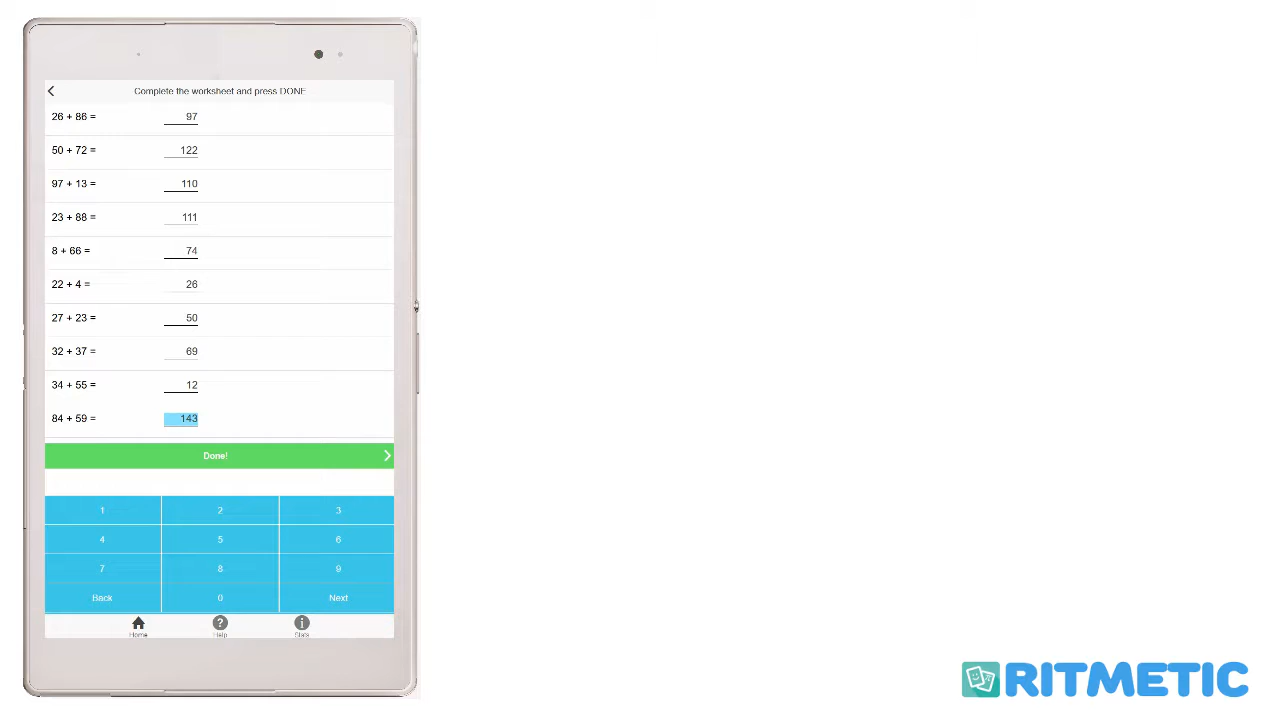 Complete the worksheet and press DONE
26 + 86 = 97
50 + 72 = 122
97 + 13 = 110
23 + 88 = 111
8 + 66 = 74
22 + 4 = 26
27 + 23 = 50
32 + 37 = 69
34 + 55 = 12
84 + 59 = 143
Done!
1 2 3
4 5 6
7 8 9
Back 0 Next
Home Help Stats
RITMETIC